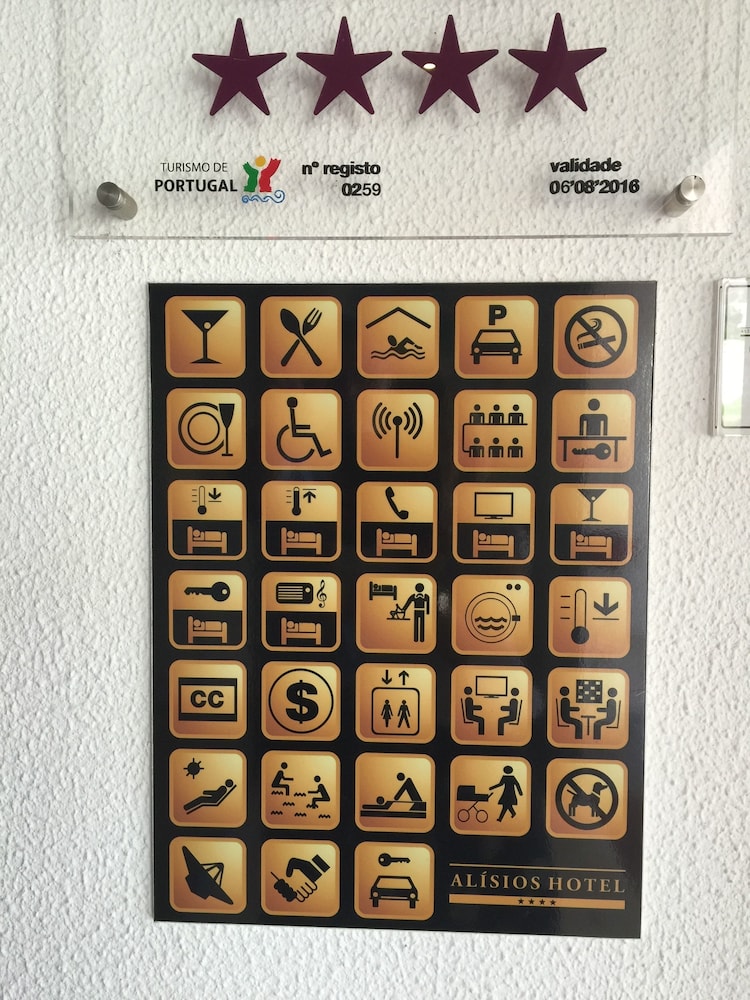 TURISMO DE
PORTUGAL
nº registo
0259
validade
06'08'2016
P
CC
$
ALÍSIOS HOTEL